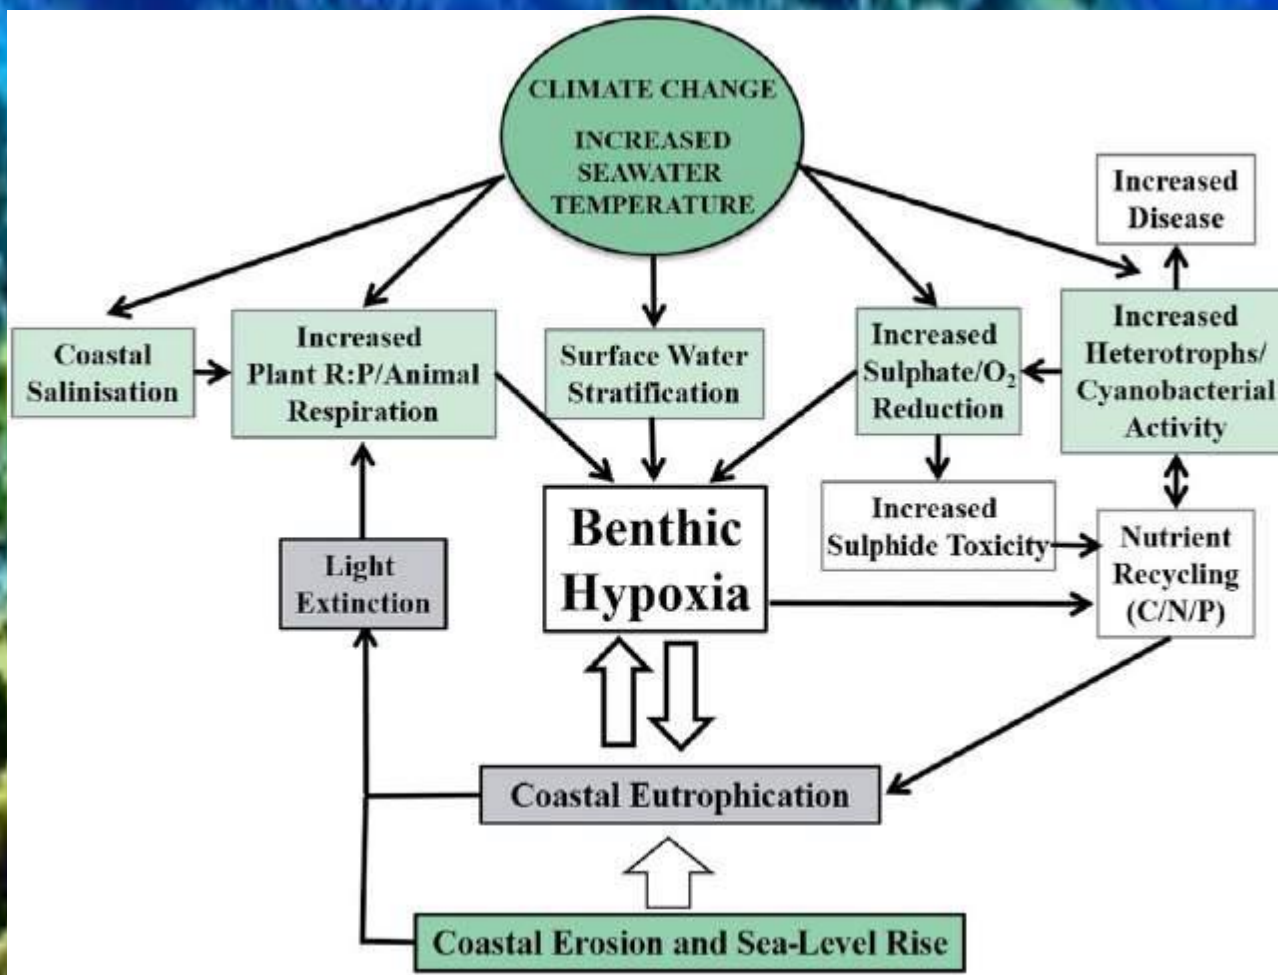 CLIMATE CHANGE
INCREASED
SEAWATER
TEMPERATURE
Increased
Disease
Coastal
Salinisation
Increased
Plant R:P/Animal
Respiration
Surface Water
Stratification
Increased
Sulphate/O₂
Reduction
Increased
Heterotrophs/
Cyanobacterial
Activity
Benthic
Hypoxia
Increased
Sulphide Toxicity
Nutrient
Recycling
(C/N/P)
Light
Extinction
Coastal Eutrophication
Coastal Erosion and Sea-Level Rise